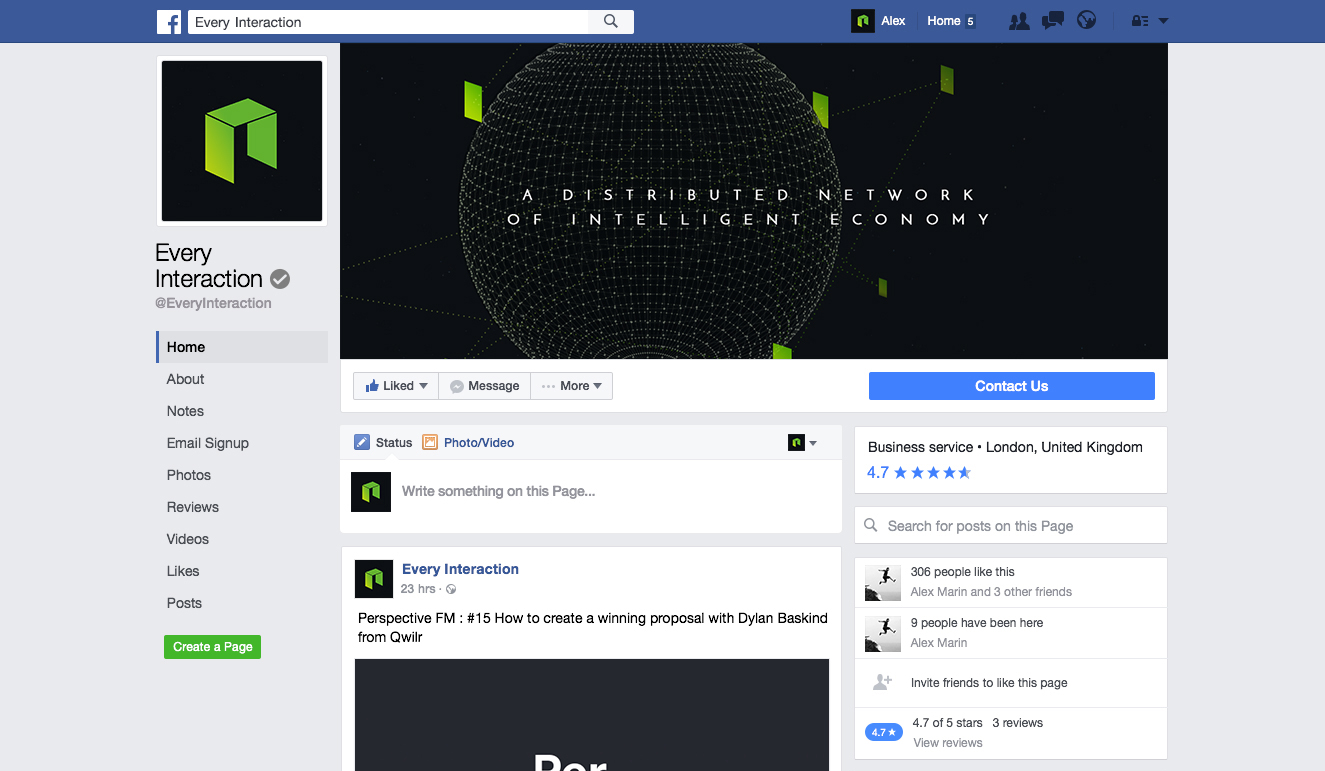 f
Every Interaction
Alex
Home 5
A DISTRIBUTED NETWORK
OF INTELLIGENT ECONOMY
Every
Interaction
@EveryInteraction
Home
About
Notes
Email Signup
Photos
Reviews
Videos
Likes
Posts
Create a Page
Liked
Message
More
Contact Us
Status
Photo/Video
Write something on this Page...
Every Interaction
23 hrs ·
Perspective FM : #15 How to create a winning proposal with Dylan Baskind
from Qwilr
Per
Business service • London, United Kingdom
4.7 ★★★★
Search for posts on this Page
306 people like this
Alex Marin and 3 other friends
9 people have been here
Alex Marin
Invite friends to like this page
4.7 ★
4.7 of 5 stars 3 reviews
View reviews